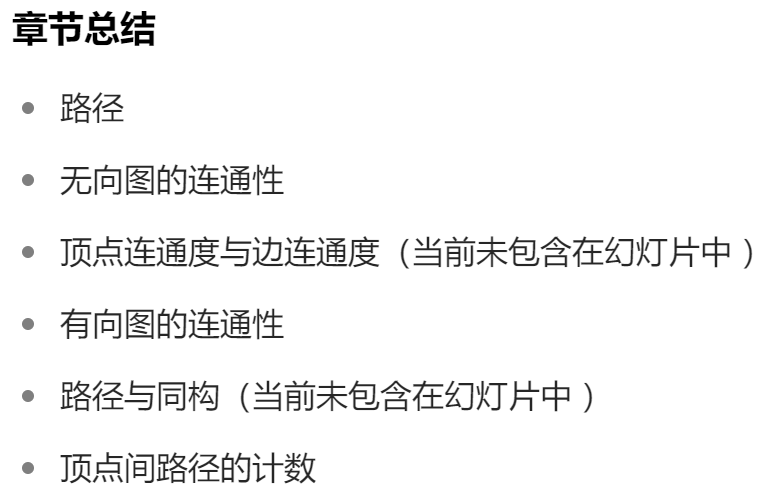 章节总结
路径
无向图的连通性
顶点连通度与边连通度（当前未包含在幻灯片中 ）
有向图的连通性
路径与同构（当前未包含在幻灯片中 ）
顶点间路径的计数